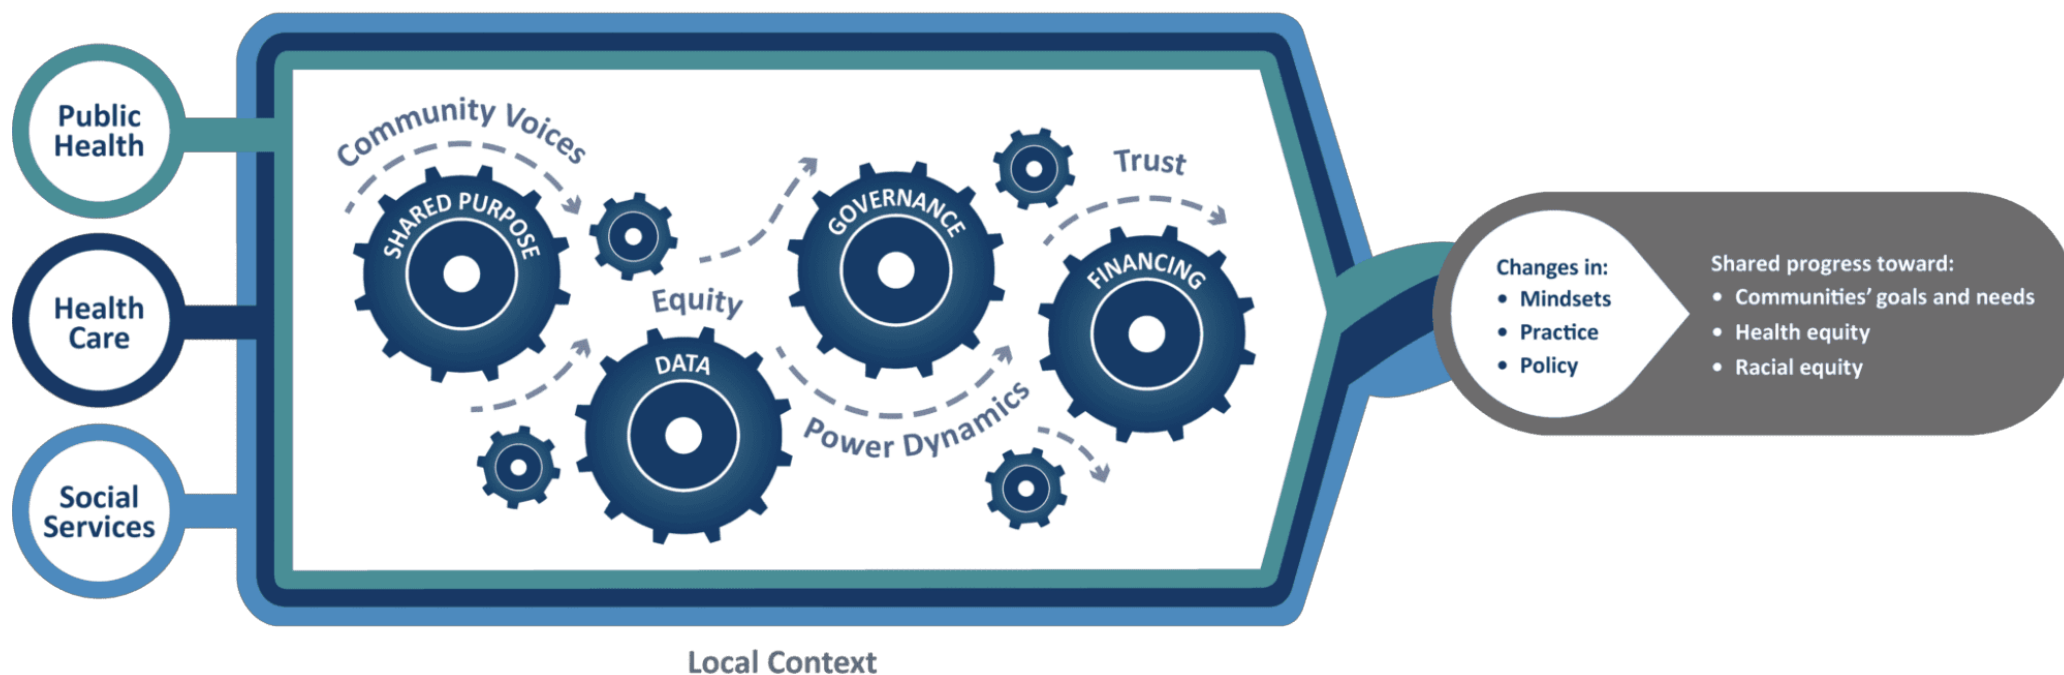 Public
Health
Health
Care
Social
Services
Community Voices
SHARED PURPOSE
Equity
DATA
GOVERNANCE
Power Dynamics
Trust
FINANCING
Changes in:
• Mindsets
• Practice
• Policy
Shared progress toward:
• Communities’ goals and needs
• Health equity
• Racial equity
Local Context